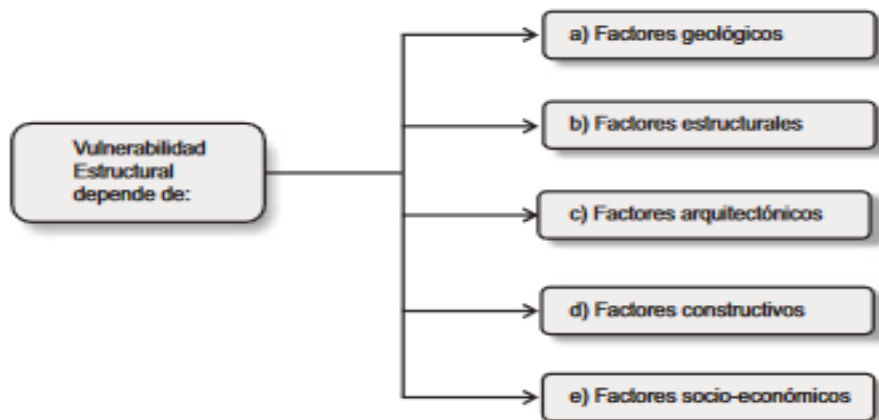 Vulnerabilidad
Estructural
depende de:
a) Factores geológicos
b) Factores estructurales
c) Factores arquitectónicos
d) Factores constructivos
e) Factores socio-económicos